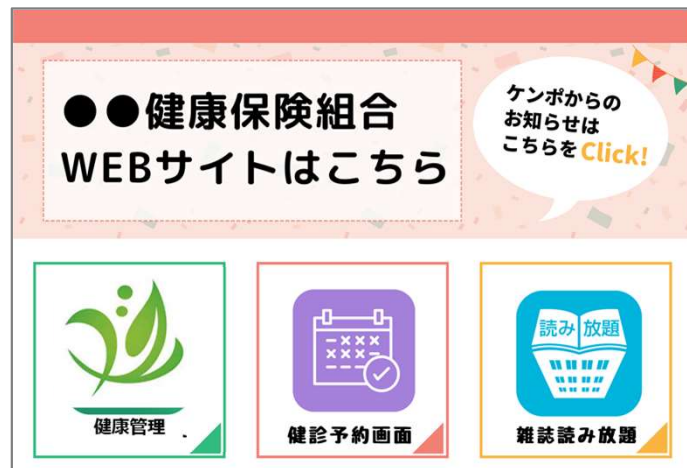 ●●健康保険組合
WEBサイトはこちら
ケンポからの
お知らせは
こちらをClick!
健康管理
健診予約画面
読み放題
雑誌読み放題